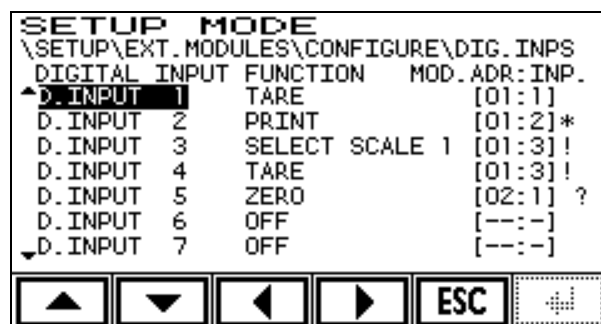 SETUP MODE
\SETUP\EXT.MODULES\CONFIGURE\DIG.INPS
DIGITAL INPUT FUNCTION MOD.ADR:INP.
D.INPUT 1 TARE [01:1]
D.INPUT 2 PRINT [01:2]*
D.INPUT 3 SELECT SCALE 1 [01:3]!
D.INPUT 4 TARE [01:3]!
D.INPUT 5 ZERO [02:1] ?
D.INPUT 6 OFF [--:-]
D.INPUT 7 OFF [--:-]
ESC